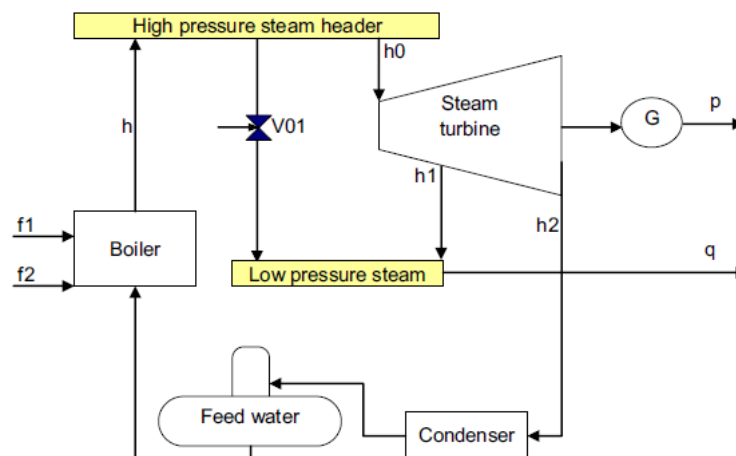 High pressure steam header
h0
Steam
turbine
G
p
h
V01
h1
h2
f1
Boiler
f2
Low pressure steam
q
Feed water
Condenser